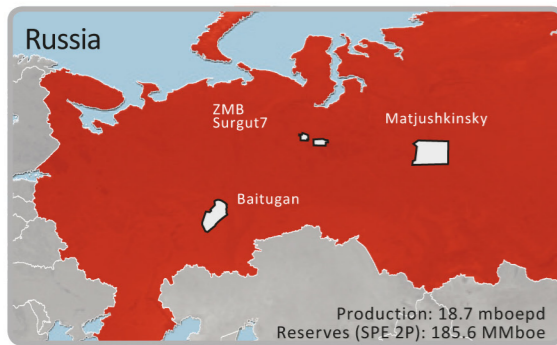 Russia
ZMB
Surgut7
Matjushkinsky
Baitugan
Production: 18.7 mboepd
Reserves (SPE 2P): 185.6 MMboe